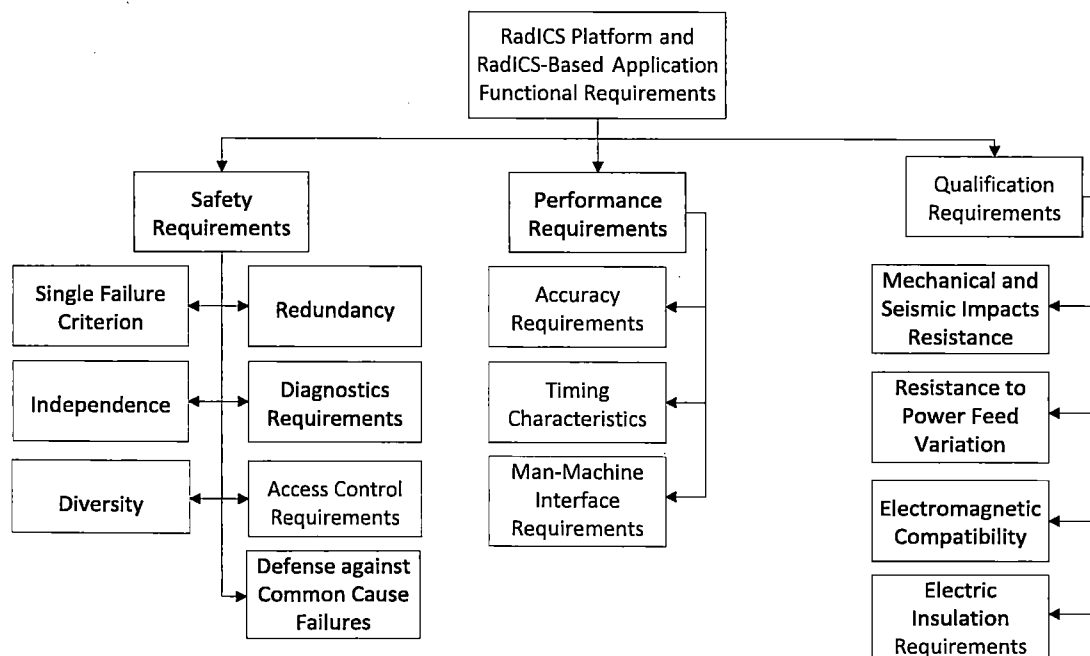 RadICS Platform and
RadICS-Based Application
Functional Requirements
Safety
Requirements
Performance
Requirements
Qualification
Requirements
Single Failure
Criterion
Redundancy
Independence
Diagnostics
Requirements
Diversity
Access Control
Requirements
Defense against
Common Cause
Failures
Accuracy
Requirements
Timing
Characteristics
Man-Machine
Interface
Requirements
Mechanical and
Seismic Impacts
Resistance
Resistance to
Power Feed
Variation
Electromagnetic
Compatibility
Electric
Insulation
Requirements